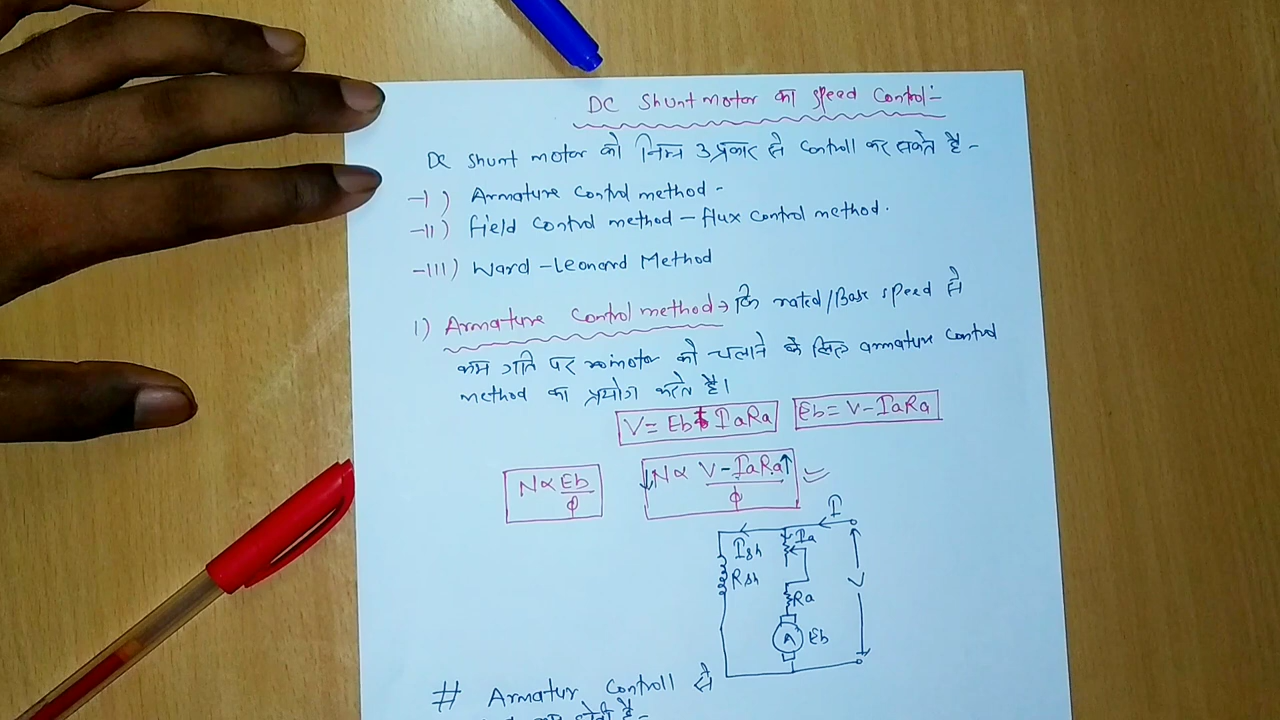 DC Shunt motor का speed Control:-
DC Shunt motor को निम्न 3 प्रकार से Controll कर सकते है -
-I) Armature Control method -
-II) field Control method - flux Control method.
-III) Ward - Leonard Method
1) Armature Control method → कि rated/Base speed से
कम गति पर motor को चलाने के लिए armature control
method का प्रयोग करते है।
V = Eb + IaRa Eb = V - IaRa
N ∝ Eb/ϕ ↓N ∝ V - IaRa↑/ϕ
I
Ish Ia
Rsh V
Ra
A Eb
# Armatur Controll से
होती है -